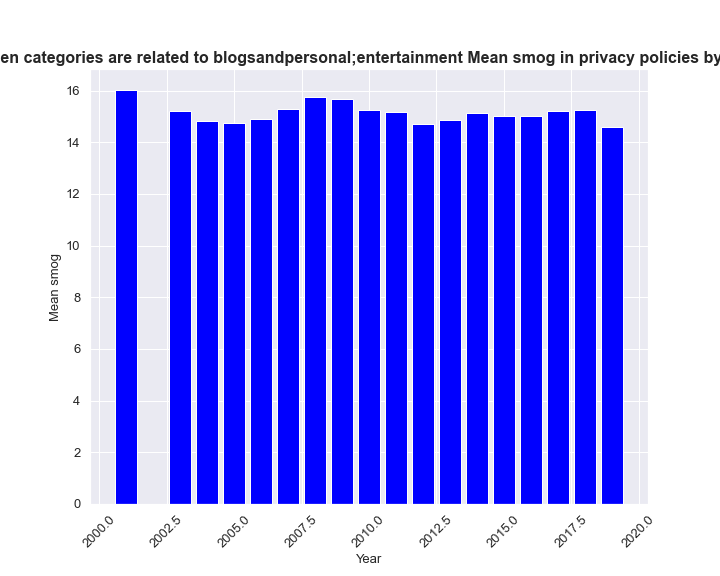 en categories are related to blogsandpersonal;entertainment Mean smog in privacy policies by
16
14
12
10
8
6
4
2
0
Mean smog
2000.0 2002.5 2005.0 2007.5 2010.0 2012.5 2015.0 2017.5 2020.0
Year